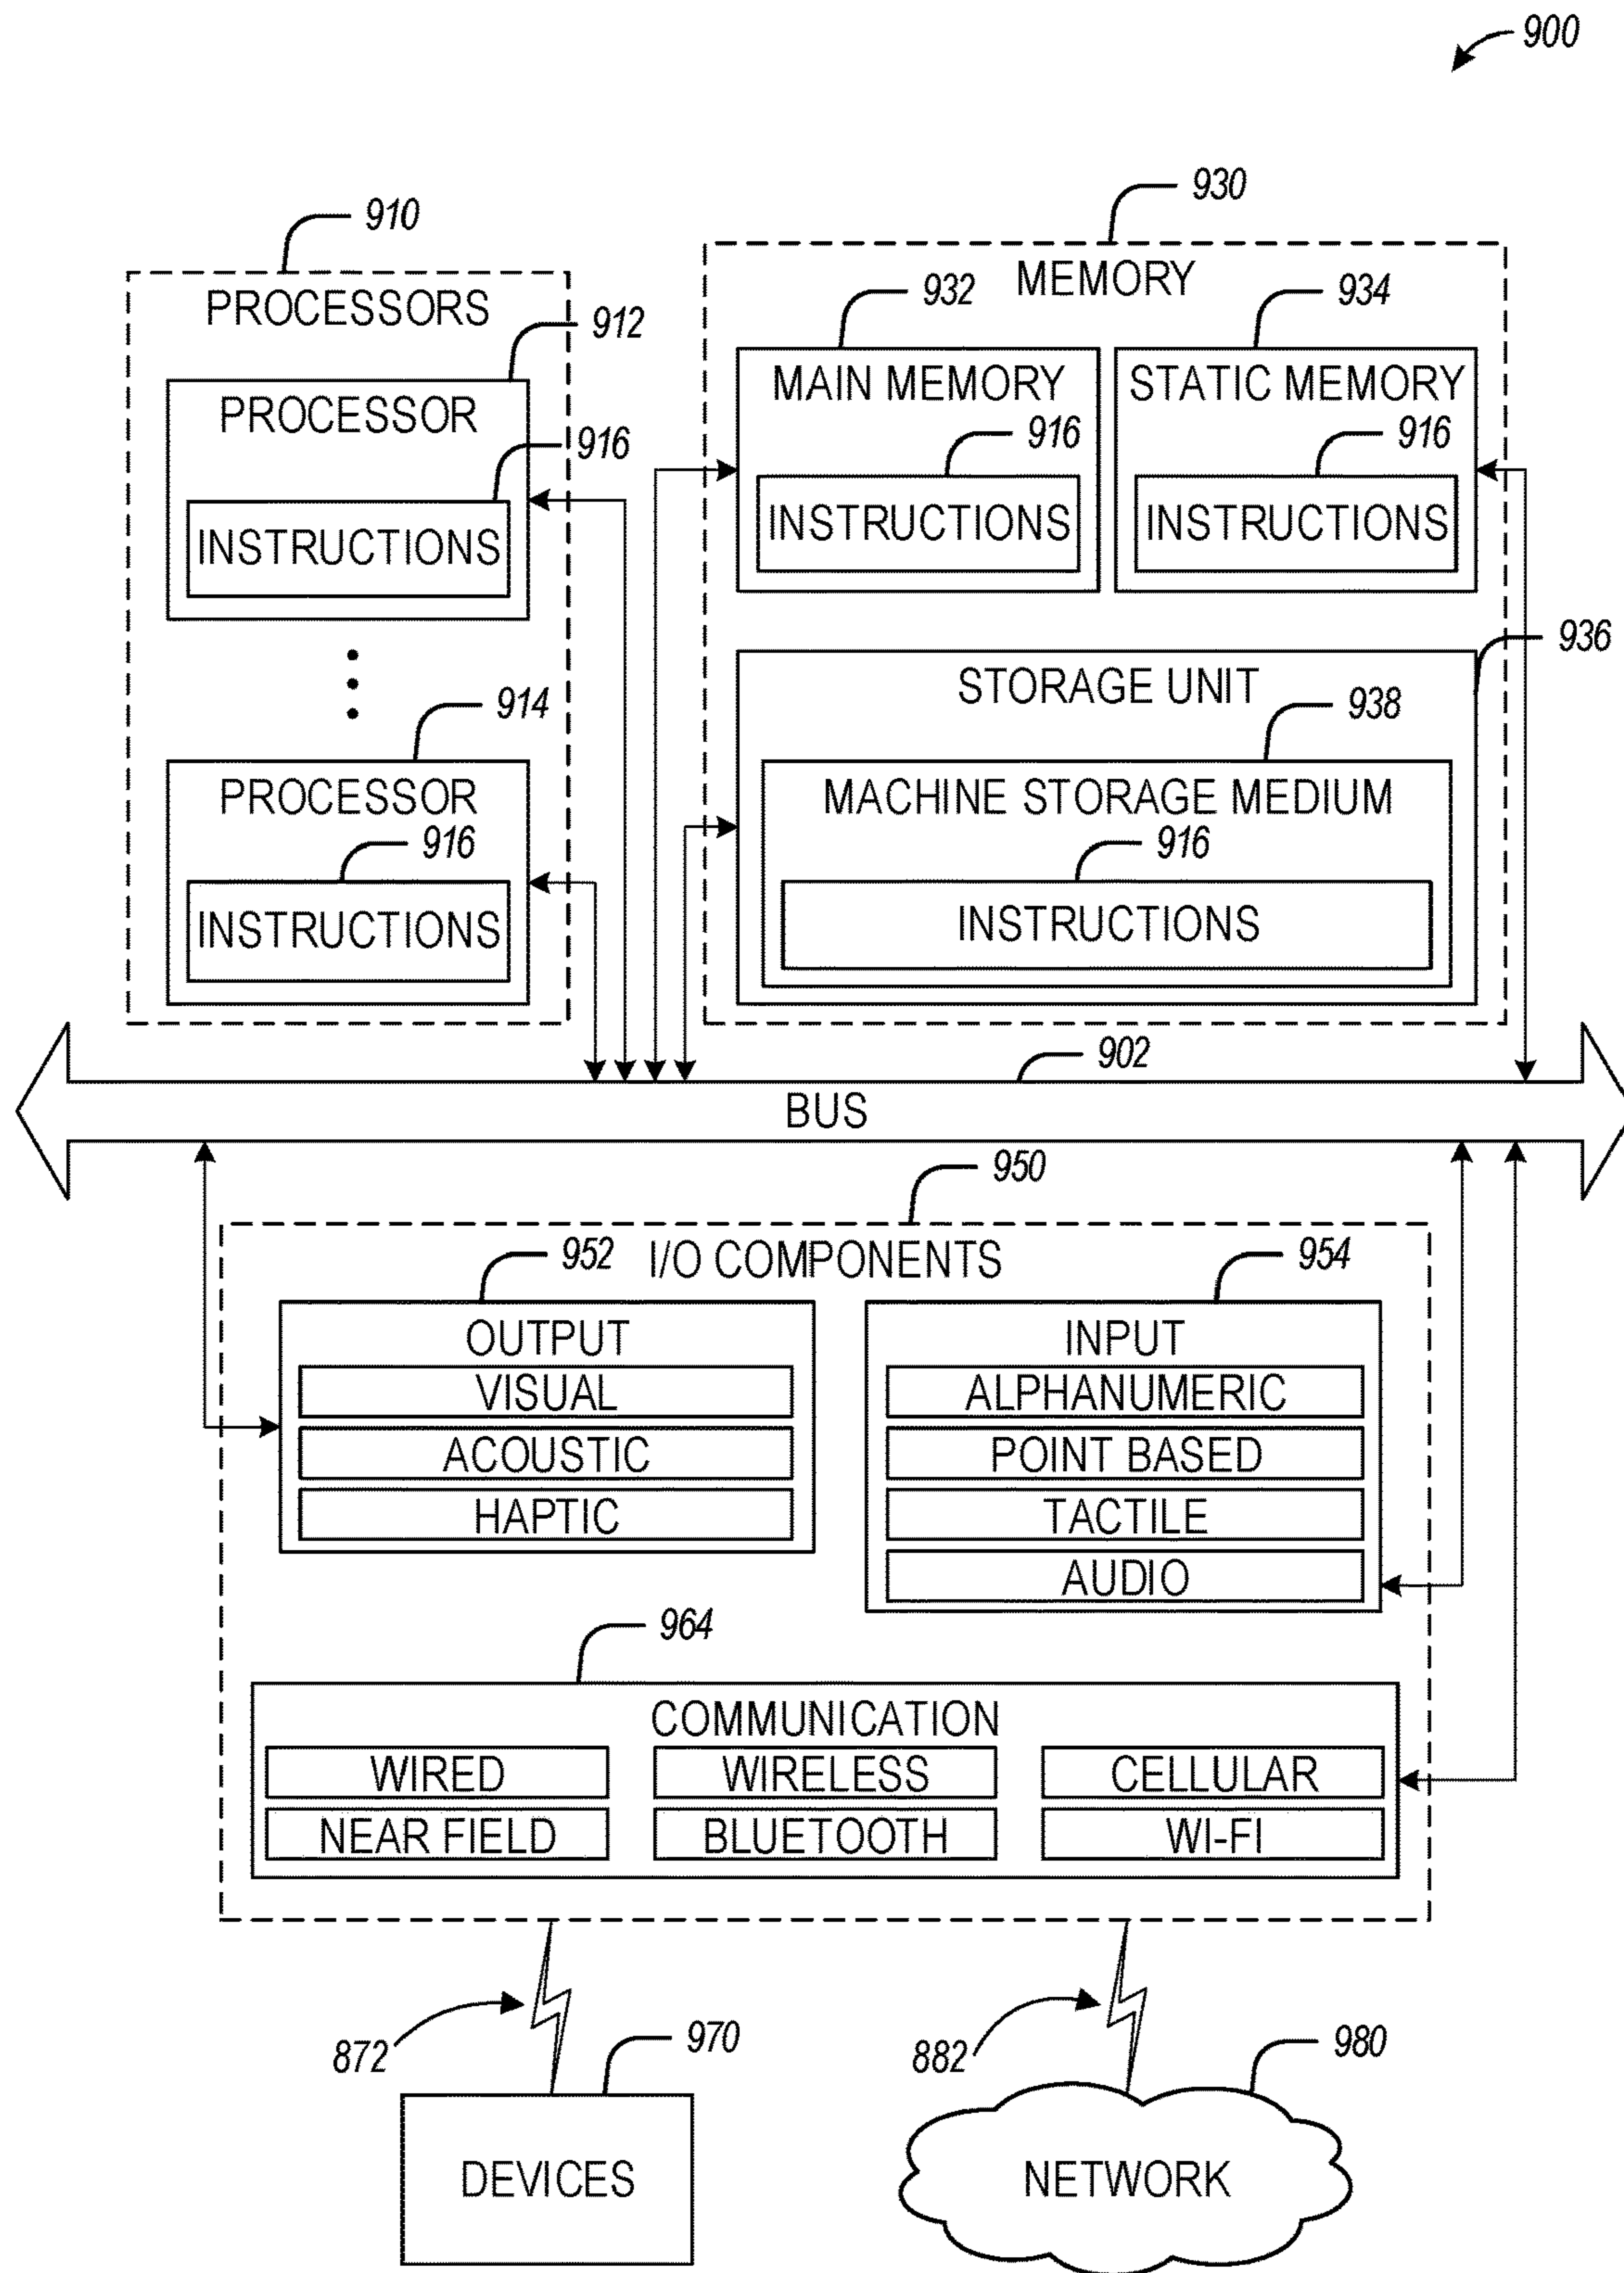 900
930
910
MEMORY
PROCESSORS
932
934
912
MAIN MEMORY
STATIC MEMORY
PROCESSOR
916
916
916
INSTRUCTIONS
INSTRUCTIONS
INSTRUCTIONS
936
STORAGE UNIT
914
938
PROCESSOR
MACHINE STORAGE MEDIUM
916
916
INSTRUCTIONS
INSTRUCTIONS
902
BUS
950
952
I/O COMPONENTS
954
OUTPUT
VISUAL
ACOUSTIC
HAPTIC
INPUT
ALPHANUMERIC
POINT BASED
TACTILE
AUDIO
964
COMMUNICATION
WIRED
WIRELESS
CELLULAR
NEAR FIELD
BLUETOOTH
WI-FI
872
970
882
980
DEVICES
NETWORK